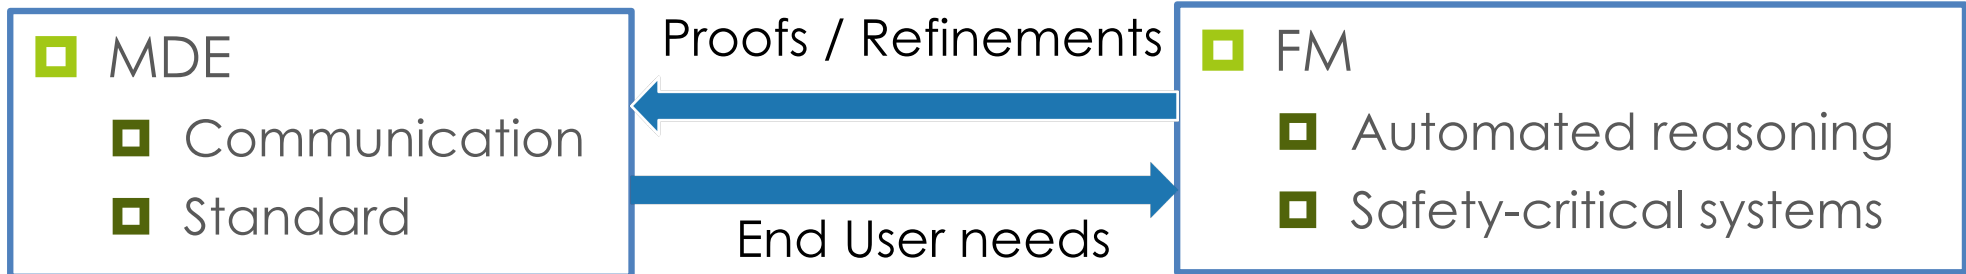 MDE
Communication
Standard
Proofs / Refinements
End User needs
FM
Automated reasoning
Safety-critical systems